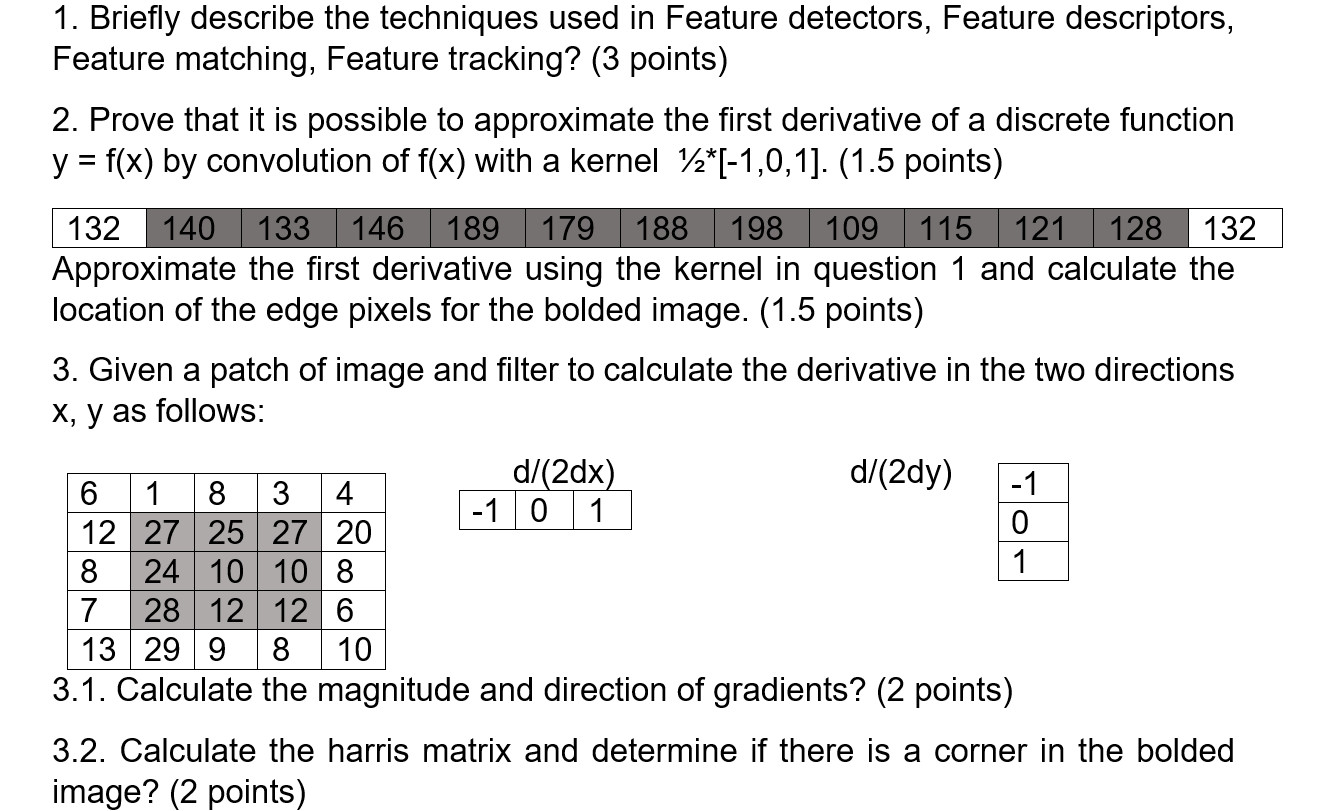 1. Briefly describe the techniques used in Feature detectors, Feature descriptors,
Feature matching, Feature tracking? (3 points)
2. Prove that it is possible to approximate the first derivative of a discrete function
y = f(x) by convolution of f(x) with a kernel ½*[-1,0,1]. (1.5 points)
132 140 133 146 189 179 188 198 109 115 121 128 132
Approximate the first derivative using the kernel in question 1 and calculate the
location of the edge pixels for the bolded image. (1.5 points)
3. Given a patch of image and filter to calculate the derivative in the two directions
x, y as follows:
6 1 8 3 4
12 27 25 27 20
8 24 10 10 8
7 28 12 12 6
13 29 9 8 10
d/(2dx)
-1 0 1
d/(2dy)
-1
0
1
3.1. Calculate the magnitude and direction of gradients? (2 points)
3.2. Calculate the harris matrix and determine if there is a corner in the bolded
image? (2 points)